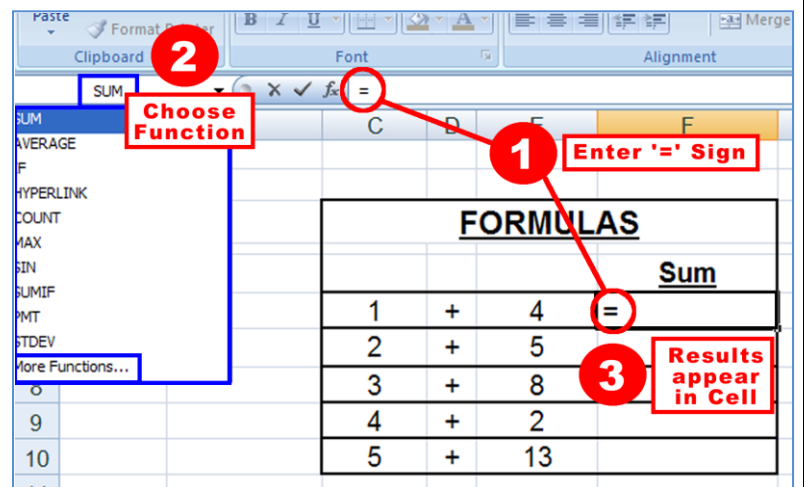 Paste
Format Painter
B I U
A
Merge
Clipboard
Font
Alignment
2
SUM
fx =
Choose
Function
SUM
AVERAGE
IF
HYPERLINK
COUNT
MAX
SIN
SUMIF
PMT
STDEV
More Functions...
C D E F
1
Enter '=' Sign
FORMULAS
Sum
1 + 4 =
2 + 5
3
Results
appear
in Cell
8 3 + 8
9 4 + 2
10 5 + 13